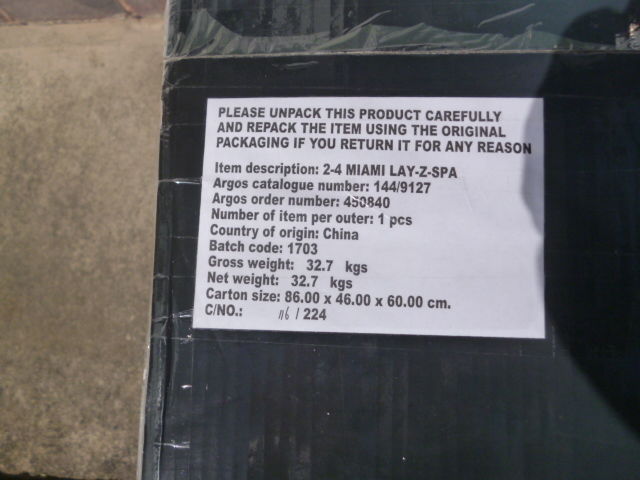 PLEASE UNPACK THIS PRODUCT CAREFULLY
AND REPACK THE ITEM USING THE ORIGINAL
PACKAGING IF YOU RETURN IT FOR ANY REASON
Item description: 2-4 MIAMI LAY-Z-SPA
Argos catalogue number: 144/9127
Argos order number: 450840
Number of item per outer: 1 pcs
Country of origin: China
Batch code: 1703
Gross weight: 32.7 kgs
Net weight: 32.7 kgs
Carton size: 86.00 x 46.00 x 60.00 cm.
C/NO.: 116 / 224